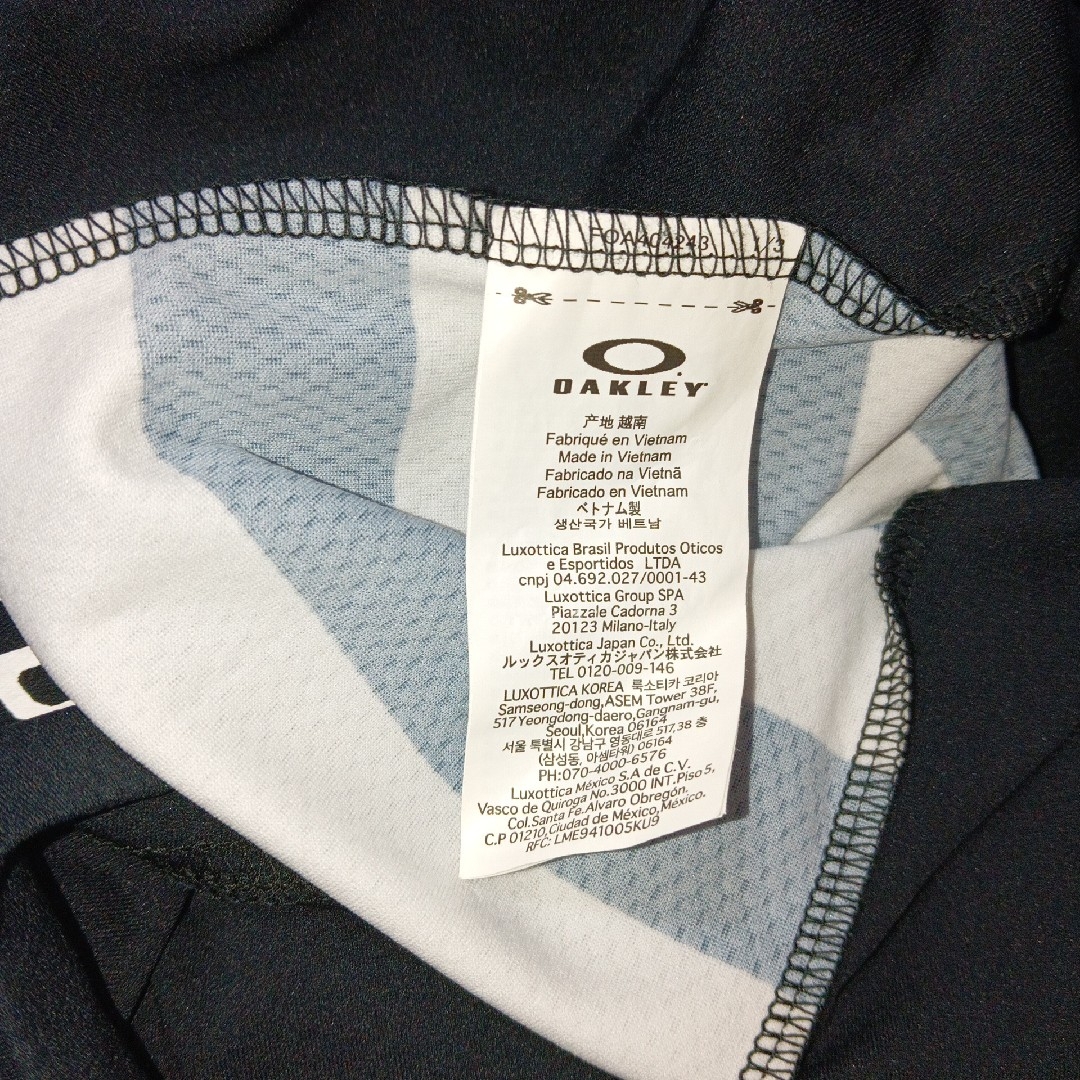 FOA404243 1/3
OAKLEY
产地 越南
Fabriqué en Vietnam
Made in Vietnam
Fabricado na Vietnã
Fabricado en Vietnam
ベトナム製
생산국가 베트남
Luxottica Brasil Produtos Oticos
e Esportidos LTDA
cnpj 04.692.027/0001-43
Luxottica Group SPA
Piazzale Cadorna 3
20123 Milano-Italy
Luxottica Japan Co., Ltd.
ルックスオティカジャパン株式会社
TEL 0120-009-146
LUXOTTICA KOREA 룩소티카 코리아
Samseong-dong,ASEM Tower 38F,
517 Yeongdong-daero,Gangnam-gu,
Seoul,Korea 06164
서울 특별시 강남구 영동대로 517,38 층
(삼성동, 아셈타워) 06164
PH:070-4000-6576
Luxottica México S.A de C.V.
Vasco de Quiroga No.3000 INT.Piso 5,
Col.Santa Fe.Alvaro Obregón.
C.P 01210,Ciudad de México,México.
RFC: LME941005KU9